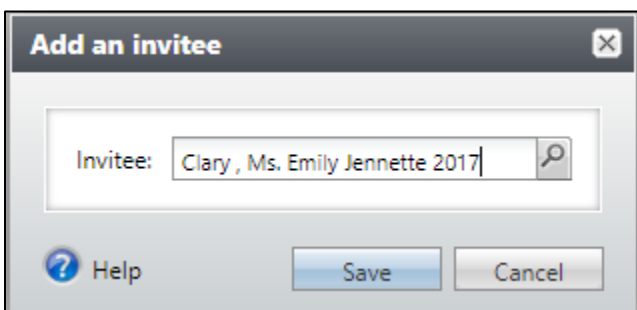 Add an invitee
Invitee: Clary , Ms. Emily Jennette 2017
Help Save Cancel